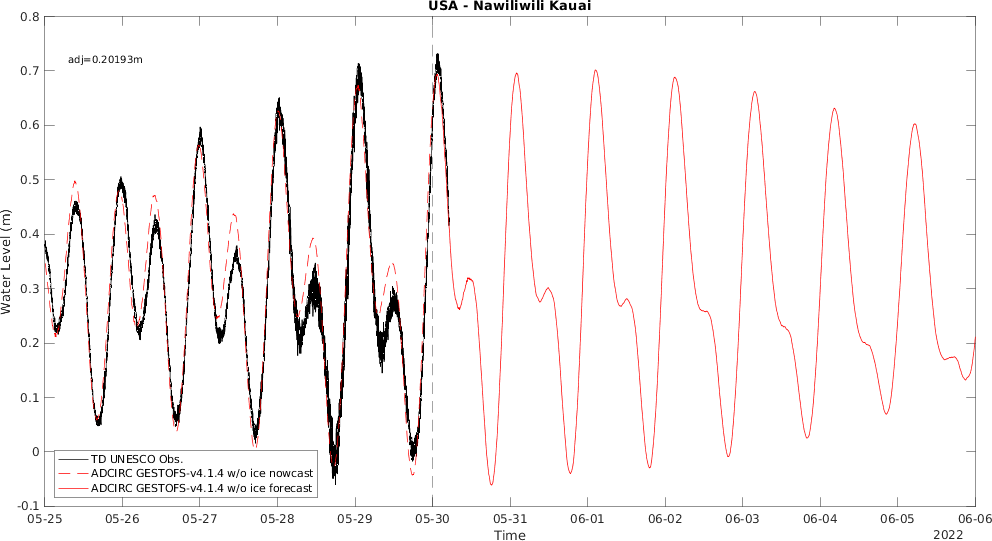 USA - Nawiliwili Kauai
0.8
0.7
0.6
0.5
0.4
0.3
0.2
0.1
0
-0.1
Water Level (m)
adj=0.20193m
TD UNESCO Obs.
ADCIRC GESTOFS-v4.1.4 w/o ice nowcast
ADCIRC GESTOFS-v4.1.4 w/o ice forecast
05-25 05-26 05-27 05-28 05-29 05-30 05-31 06-01 06-02 06-03 06-04 06-05 06-06
Time
2022